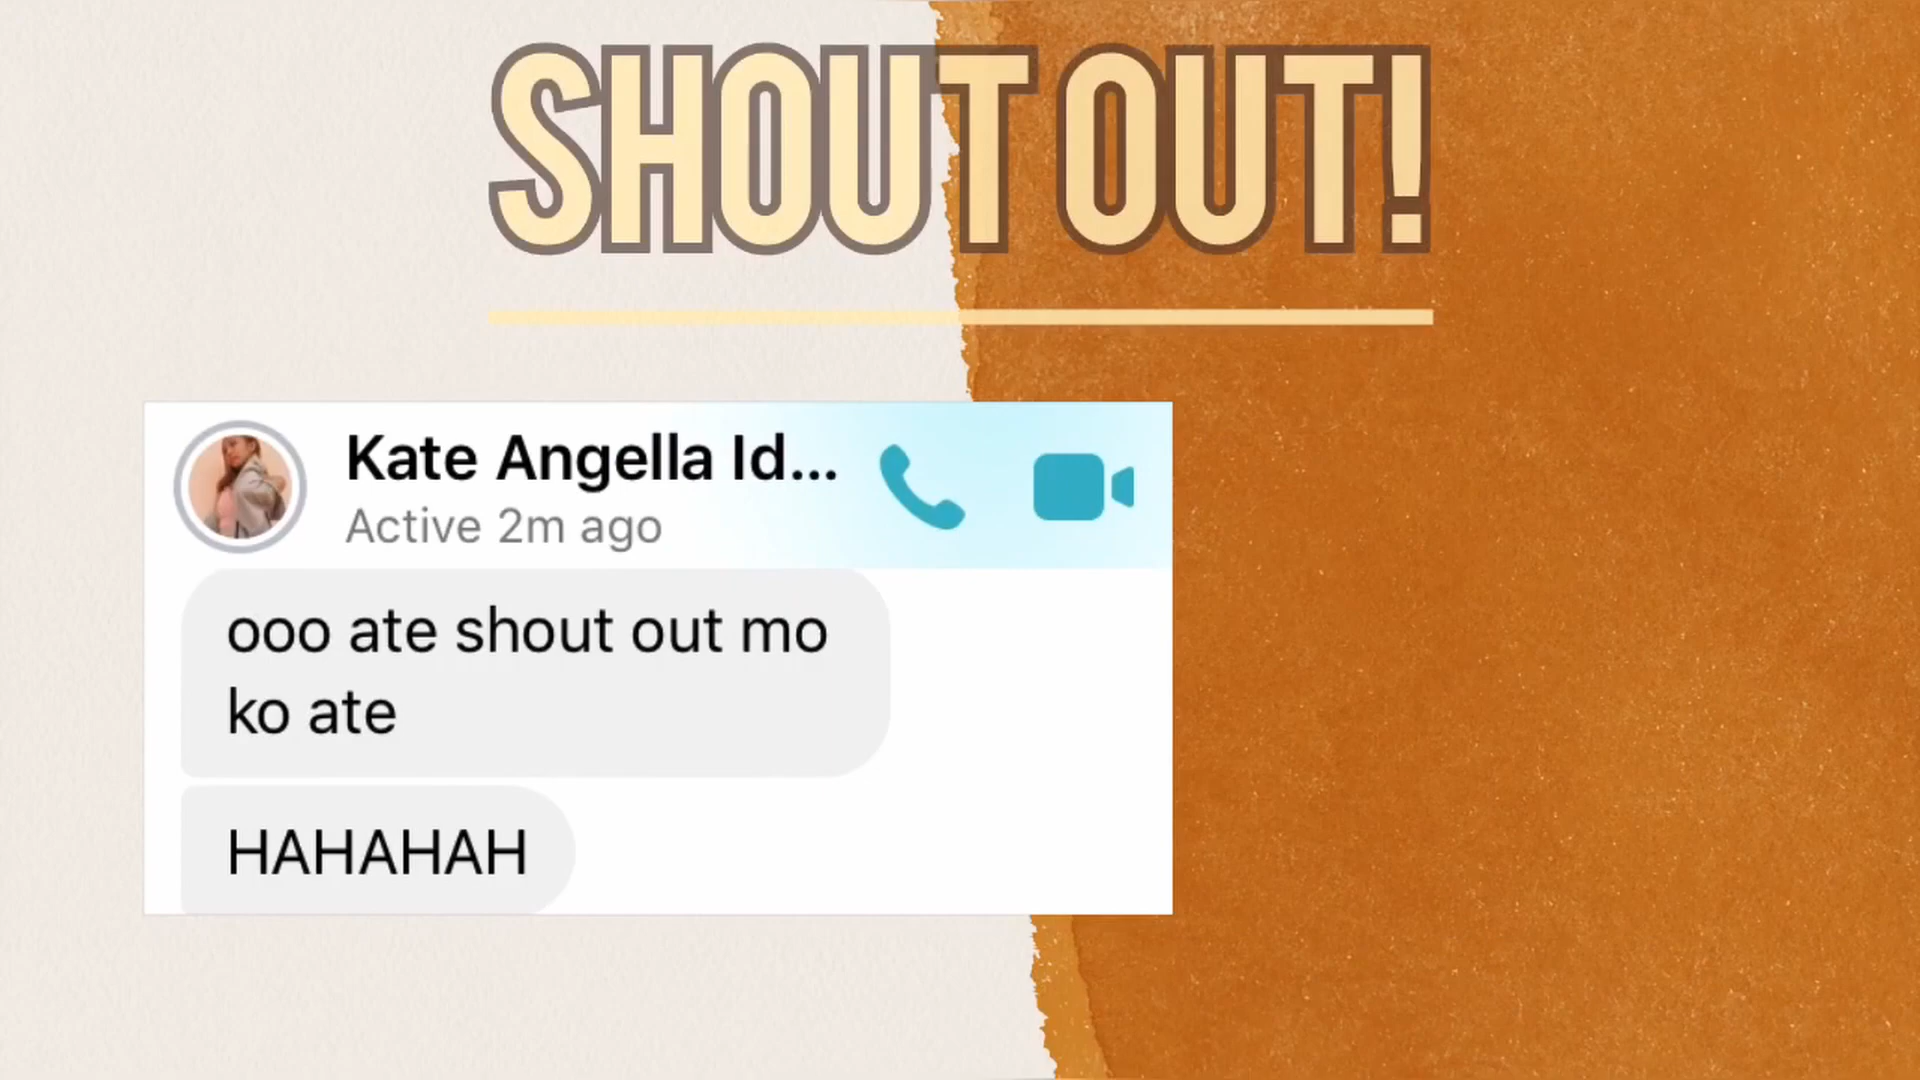 SHOUT OUT!
Kate Angella Id...
Active 2m ago
ooo ate shout out mo
ko ate
HAHAHAH